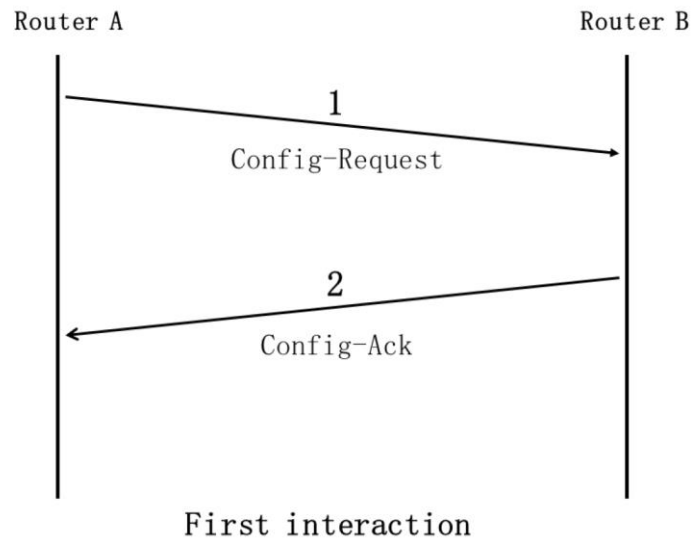 Router A
Router B
1
Config-Request
2
Config-Ack
First interaction